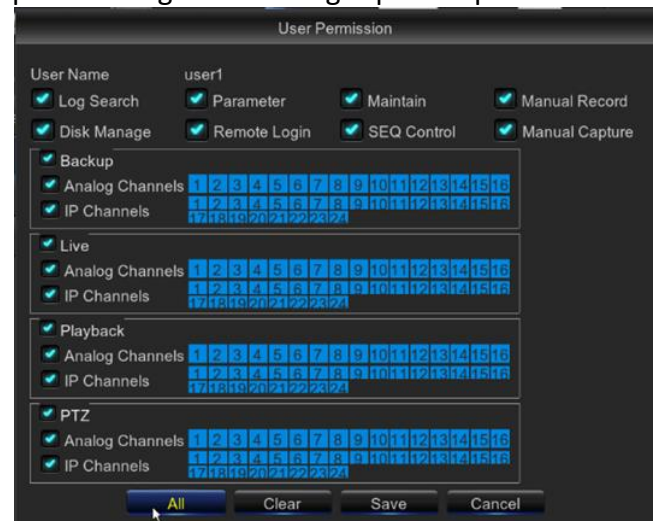 User Permission
User Name user1
Log Search Parameter Maintain Manual Record
Disk Manage Remote Login SEQ Control Manual Capture
Backup
Analog Channels 1 2 3 4 5 6 7 8 9 10 11 12 13 14 15 16
IP Channels 1 2 3 4 5 6 7 8 9 10 11 12 13 14 15 16
17 18 19 20 21 22 23 24
Live
Analog Channels 1 2 3 4 5 6 7 8 9 10 11 12 13 14 15 16
IP Channels 1 2 3 4 5 6 7 8 9 10 11 12 13 14 15 16
17 18 19 20 21 22 23 24
Playback
Analog Channels 1 2 3 4 5 6 7 8 9 10 11 12 13 14 15 16
IP Channels 1 2 3 4 5 6 7 8 9 10 11 12 13 14 15 16
17 18 19 20 21 22 23 24
PTZ
Analog Channels 1 2 3 4 5 6 7 8 9 10 11 12 13 14 15 16
IP Channels 1 2 3 4 5 6 7 8 9 10 11 12 13 14 15 16
17 18 19 20 21 22 23 24
All Clear Save Cancel